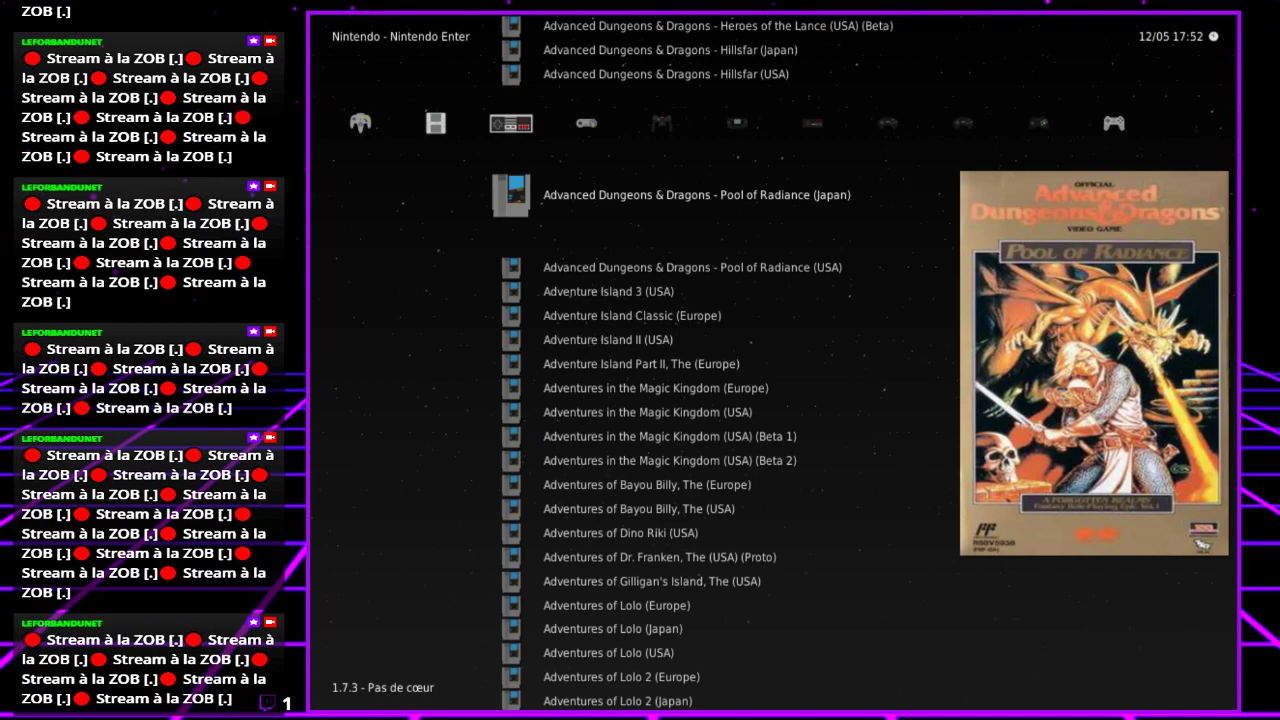 ZOB [.]
LEFORBANDUNET
🔴 Stream à la ZOB [.]🔴 Stream à
la ZOB [.]🔴 Stream à la ZOB [.]🔴
Stream à la ZOB [.]🔴 Stream à la
ZOB [.]🔴 Stream à la ZOB [.]🔴
Stream à la ZOB [.]🔴 Stream à la
ZOB [.]🔴 Stream à la ZOB [.]
LEFORBANDUNET
🔴 Stream à la ZOB [.]🔴 Stream à
la ZOB [.]🔴 Stream à la ZOB [.]🔴
Stream à la ZOB [.]🔴 Stream à la
ZOB [.]🔴 Stream à la ZOB [.]🔴
Stream à la ZOB [.]🔴 Stream à la
ZOB [.]
LEFORBANDUNET
🔴 Stream à la ZOB [.]🔴 Stream à
la ZOB [.]🔴 Stream à la ZOB [.]🔴
Stream à la ZOB [.]🔴 Stream à la
ZOB [.]🔴 Stream à la ZOB [.]
LEFORBANDUNET
🔴 Stream à la ZOB [.]🔴 Stream à
la ZOB [.]🔴 Stream à la ZOB [.]🔴
Stream à la ZOB [.]🔴 Stream à la
ZOB [.]🔴 Stream à la ZOB [.]🔴
Stream à la ZOB [.]🔴 Stream à la
ZOB [.]🔴 Stream à la ZOB [.]🔴
Stream à la ZOB [.]🔴 Stream à la
ZOB [.]
LEFORBANDUNET
🔴 Stream à la ZOB [.]🔴 Stream à
la ZOB [.]🔴 Stream à la ZOB [.]🔴
Stream à la ZOB [.]🔴 Stream à la
ZOB [.]🔴 Stream à la ZOB [.]
1
Nintendo - Nintendo Enter
12/05 17:52
Advanced Dungeons & Dragons - Heroes of the Lance (USA) (Beta)
Advanced Dungeons & Dragons - Hillsfar (Japan)
Advanced Dungeons & Dragons - Hillsfar (USA)
Advanced Dungeons & Dragons - Pool of Radiance (Japan)
Advanced Dungeons & Dragons - Pool of Radiance (USA)
Adventure Island 3 (USA)
Adventure Island Classic (Europe)
Adventure Island II (USA)
Adventure Island Part II, The (Europe)
Adventures in the Magic Kingdom (Europe)
Adventures in the Magic Kingdom (USA)
Adventures in the Magic Kingdom (USA) (Beta 1)
Adventures in the Magic Kingdom (USA) (Beta 2)
Adventures of Bayou Billy, The (Europe)
Adventures of Bayou Billy, The (USA)
Adventures of Dino Riki (USA)
Adventures of Dr. Franken, The (USA) (Proto)
Adventures of Gilligan's Island, The (USA)
Adventures of Lolo (Europe)
Adventures of Lolo (Japan)
Adventures of Lolo (USA)
Adventures of Lolo 2 (Europe)
Adventures of Lolo 2 (Japan)
1.7.3 - Pas de cœur
OFFICIAL
Advanced
Dungeons & Dragons
VIDEO GAME
POOL OF RADIANCE
A FORGOTTEN REALMS
Fantasy Role-Playing Epic, Vol. I